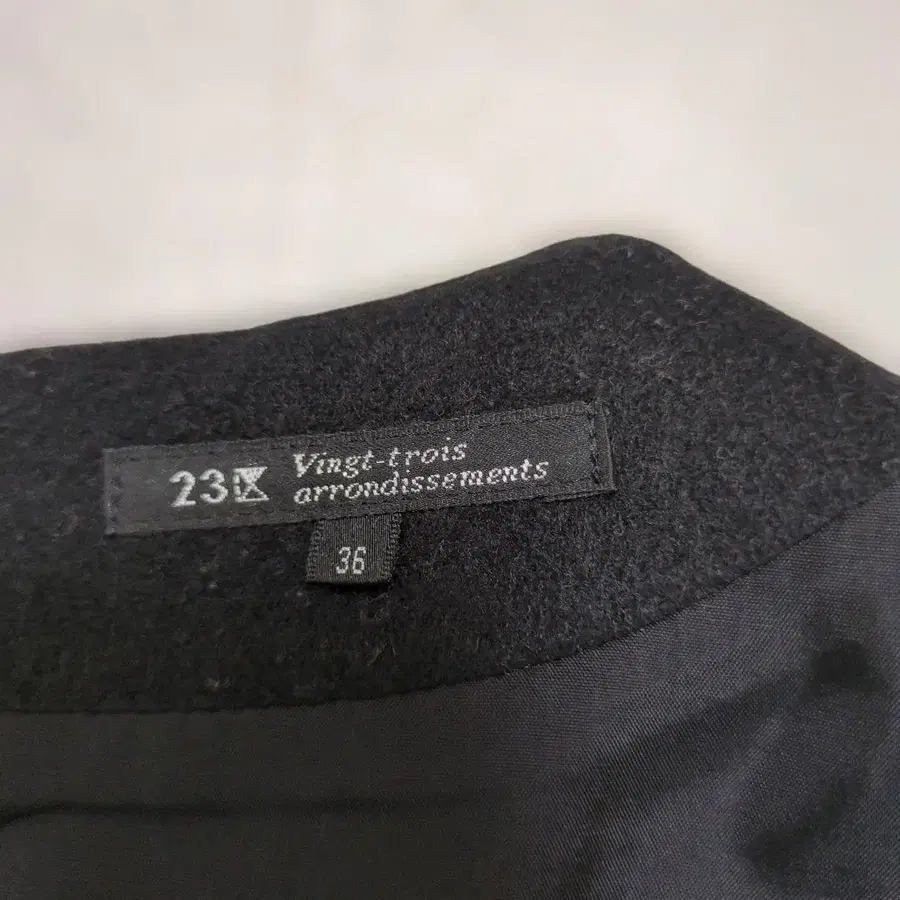 23区 Vingt-trois
arrondissements
36